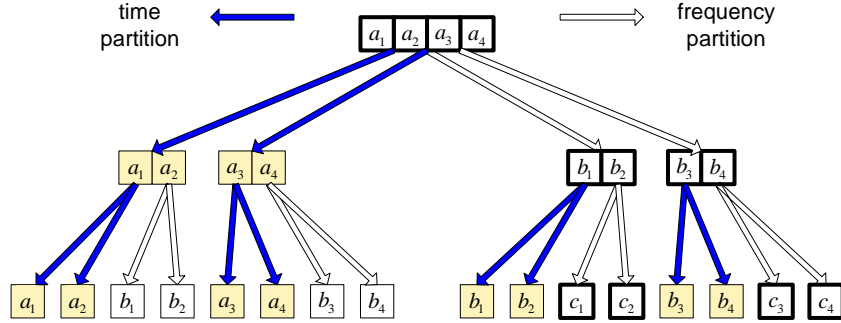 time partition
frequency partition
a₁ a₂ a₃ a₄
a₁ a₂ a₃ a₄ b₁ b₂ b₃ b₄
a₁ a₂ b₁ b₂ a₃ a₄ b₃ b₄ b₁ b₂ c₁ c₂ b₃ b₄ c₃ c₄